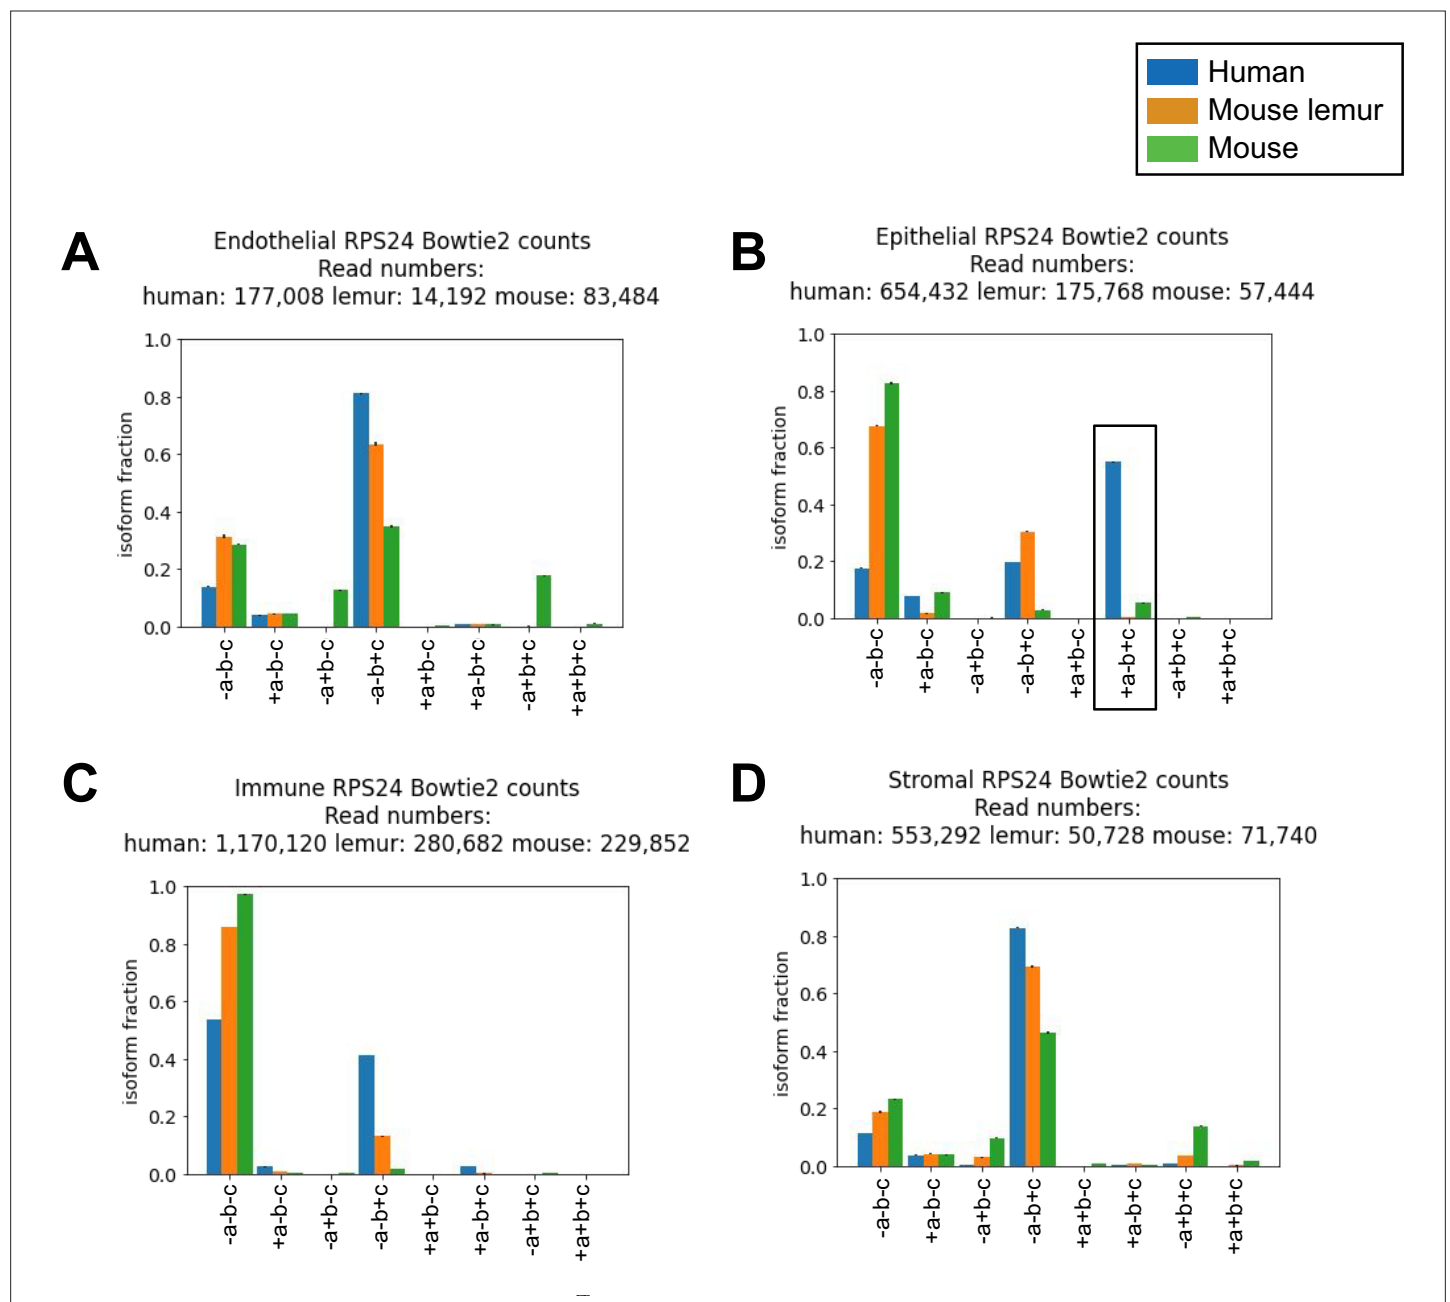 Human
Mouse lemur
Mouse
A
Endothelial RPS24 Bowtie2 counts
Read numbers:
human: 177,008 lemur: 14,192 mouse: 83,484
isoform fraction
1.0
0.8
0.6
0.4
0.2
0.0
-a-b-c
+a-b-c
-a+b-c
-a-b+c
+a+b-c
+a-b+c
-a+b+c
+a+b+c
B
Epithelial RPS24 Bowtie2 counts
Read numbers:
human: 654,432 lemur: 175,768 mouse: 57,444
isoform fraction
1.0
0.8
0.6
0.4
0.2
0.0
-a-b-c
+a-b-c
-a+b-c
-a-b+c
+a+b-c
+a-b+c
-a+b+c
+a+b+c
C
Immune RPS24 Bowtie2 counts
Read numbers:
human: 1,170,120 lemur: 280,682 mouse: 229,852
isoform fraction
1.0
0.8
0.6
0.4
0.2
0.0
-a-b-c
+a-b-c
-a+b-c
-a-b+c
+a+b-c
+a-b+c
-a+b+c
+a+b+c
D
Stromal RPS24 Bowtie2 counts
Read numbers:
human: 553,292 lemur: 50,728 mouse: 71,740
isoform fraction
1.0
0.8
0.6
0.4
0.2
0.0
-a-b-c
+a-b-c
-a+b-c
-a-b+c
+a+b-c
+a-b+c
-a+b+c
+a+b+c